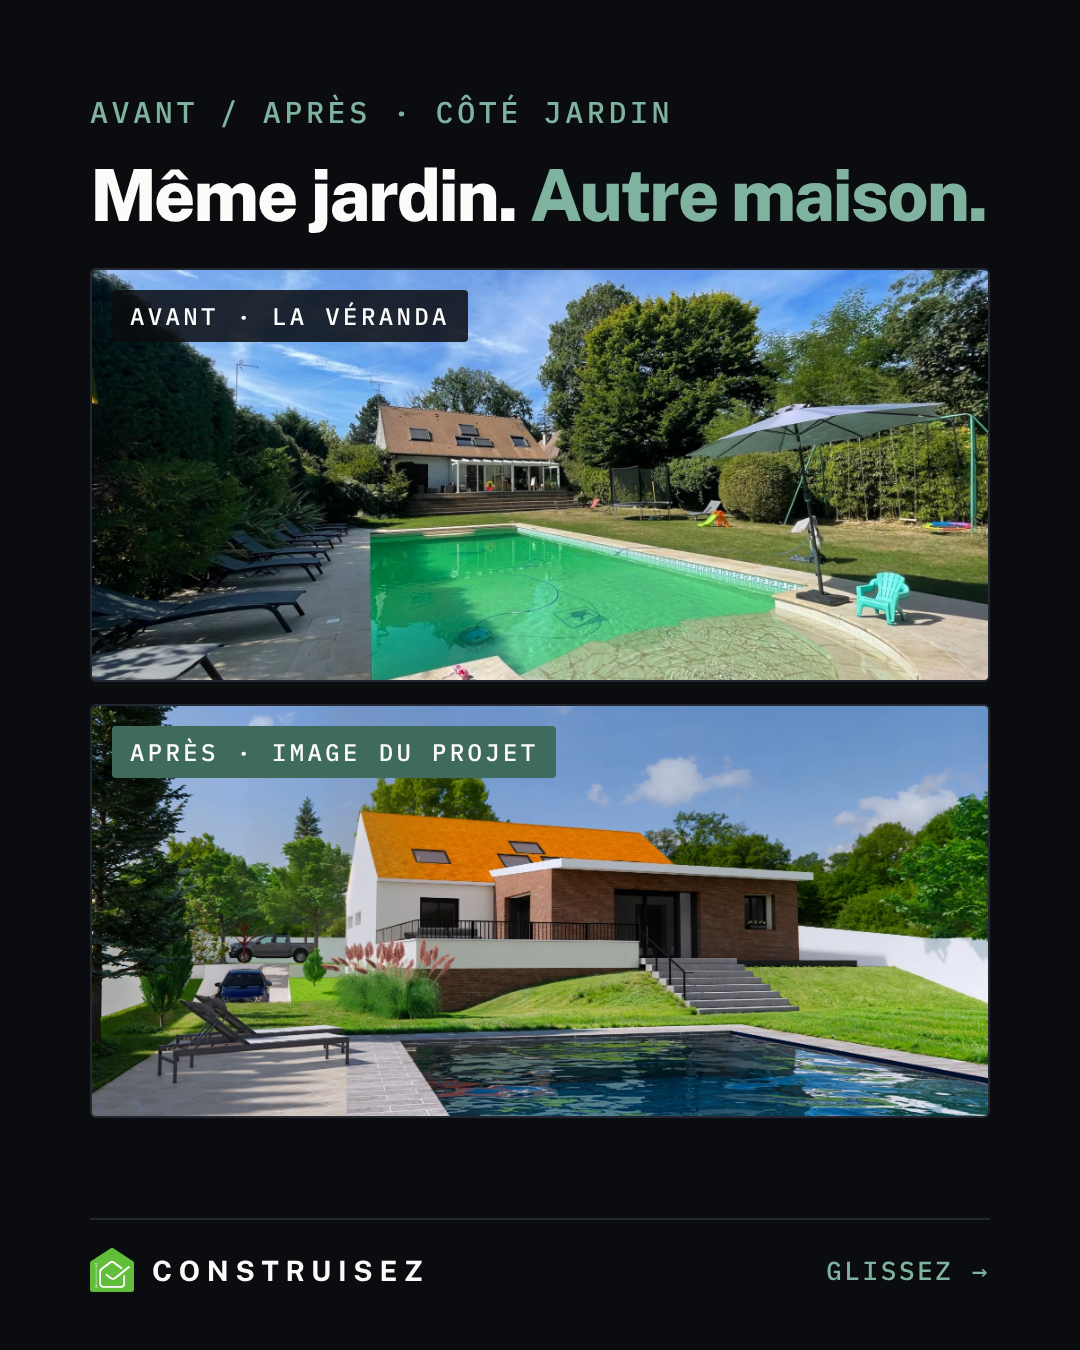 AVANT / APRÈS · CÔTÉ JARDIN
Même jardin. Autre maison.
AVANT · LA VÉRANDA
APRÈS · IMAGE DU PROJET
CONSTRUISEZ
GLISSEZ →